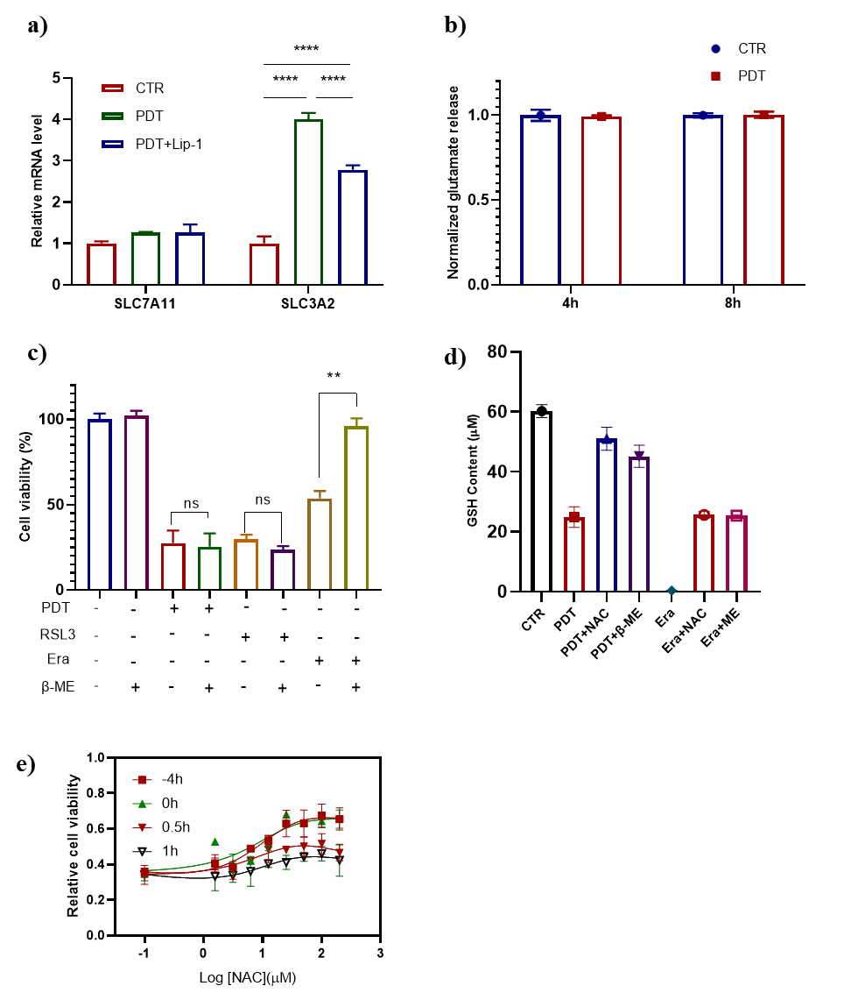 a)
****
**** ****
CTR
PDT
PDT+Lip-1
Relative mRNA level
5
4
3
2
1
0
SLC7A11 SLC3A2
b)
CTR
PDT
Normalized glutamate release
1.0
0.5
0.0
4h 8h
c)
**
ns ns
Cell viability (%)
100
50
0
PDT - - + + - - - -
RSL3 - - - - + + - -
Era - - - - - - + +
β-ME - + - + - + - +
d)
GSH Content (μM)
80
60
40
20
0
CTR
PDT
PDT+NAC
PDT+β-ME
Era
Era+NAC
Era+ME
e)
-4h
0h
0.5h
1h
Relative cell viability
1.0
0.8
0.6
0.4
0.2
0.0
-1 0 1 2 3
Log [NAC](μM)